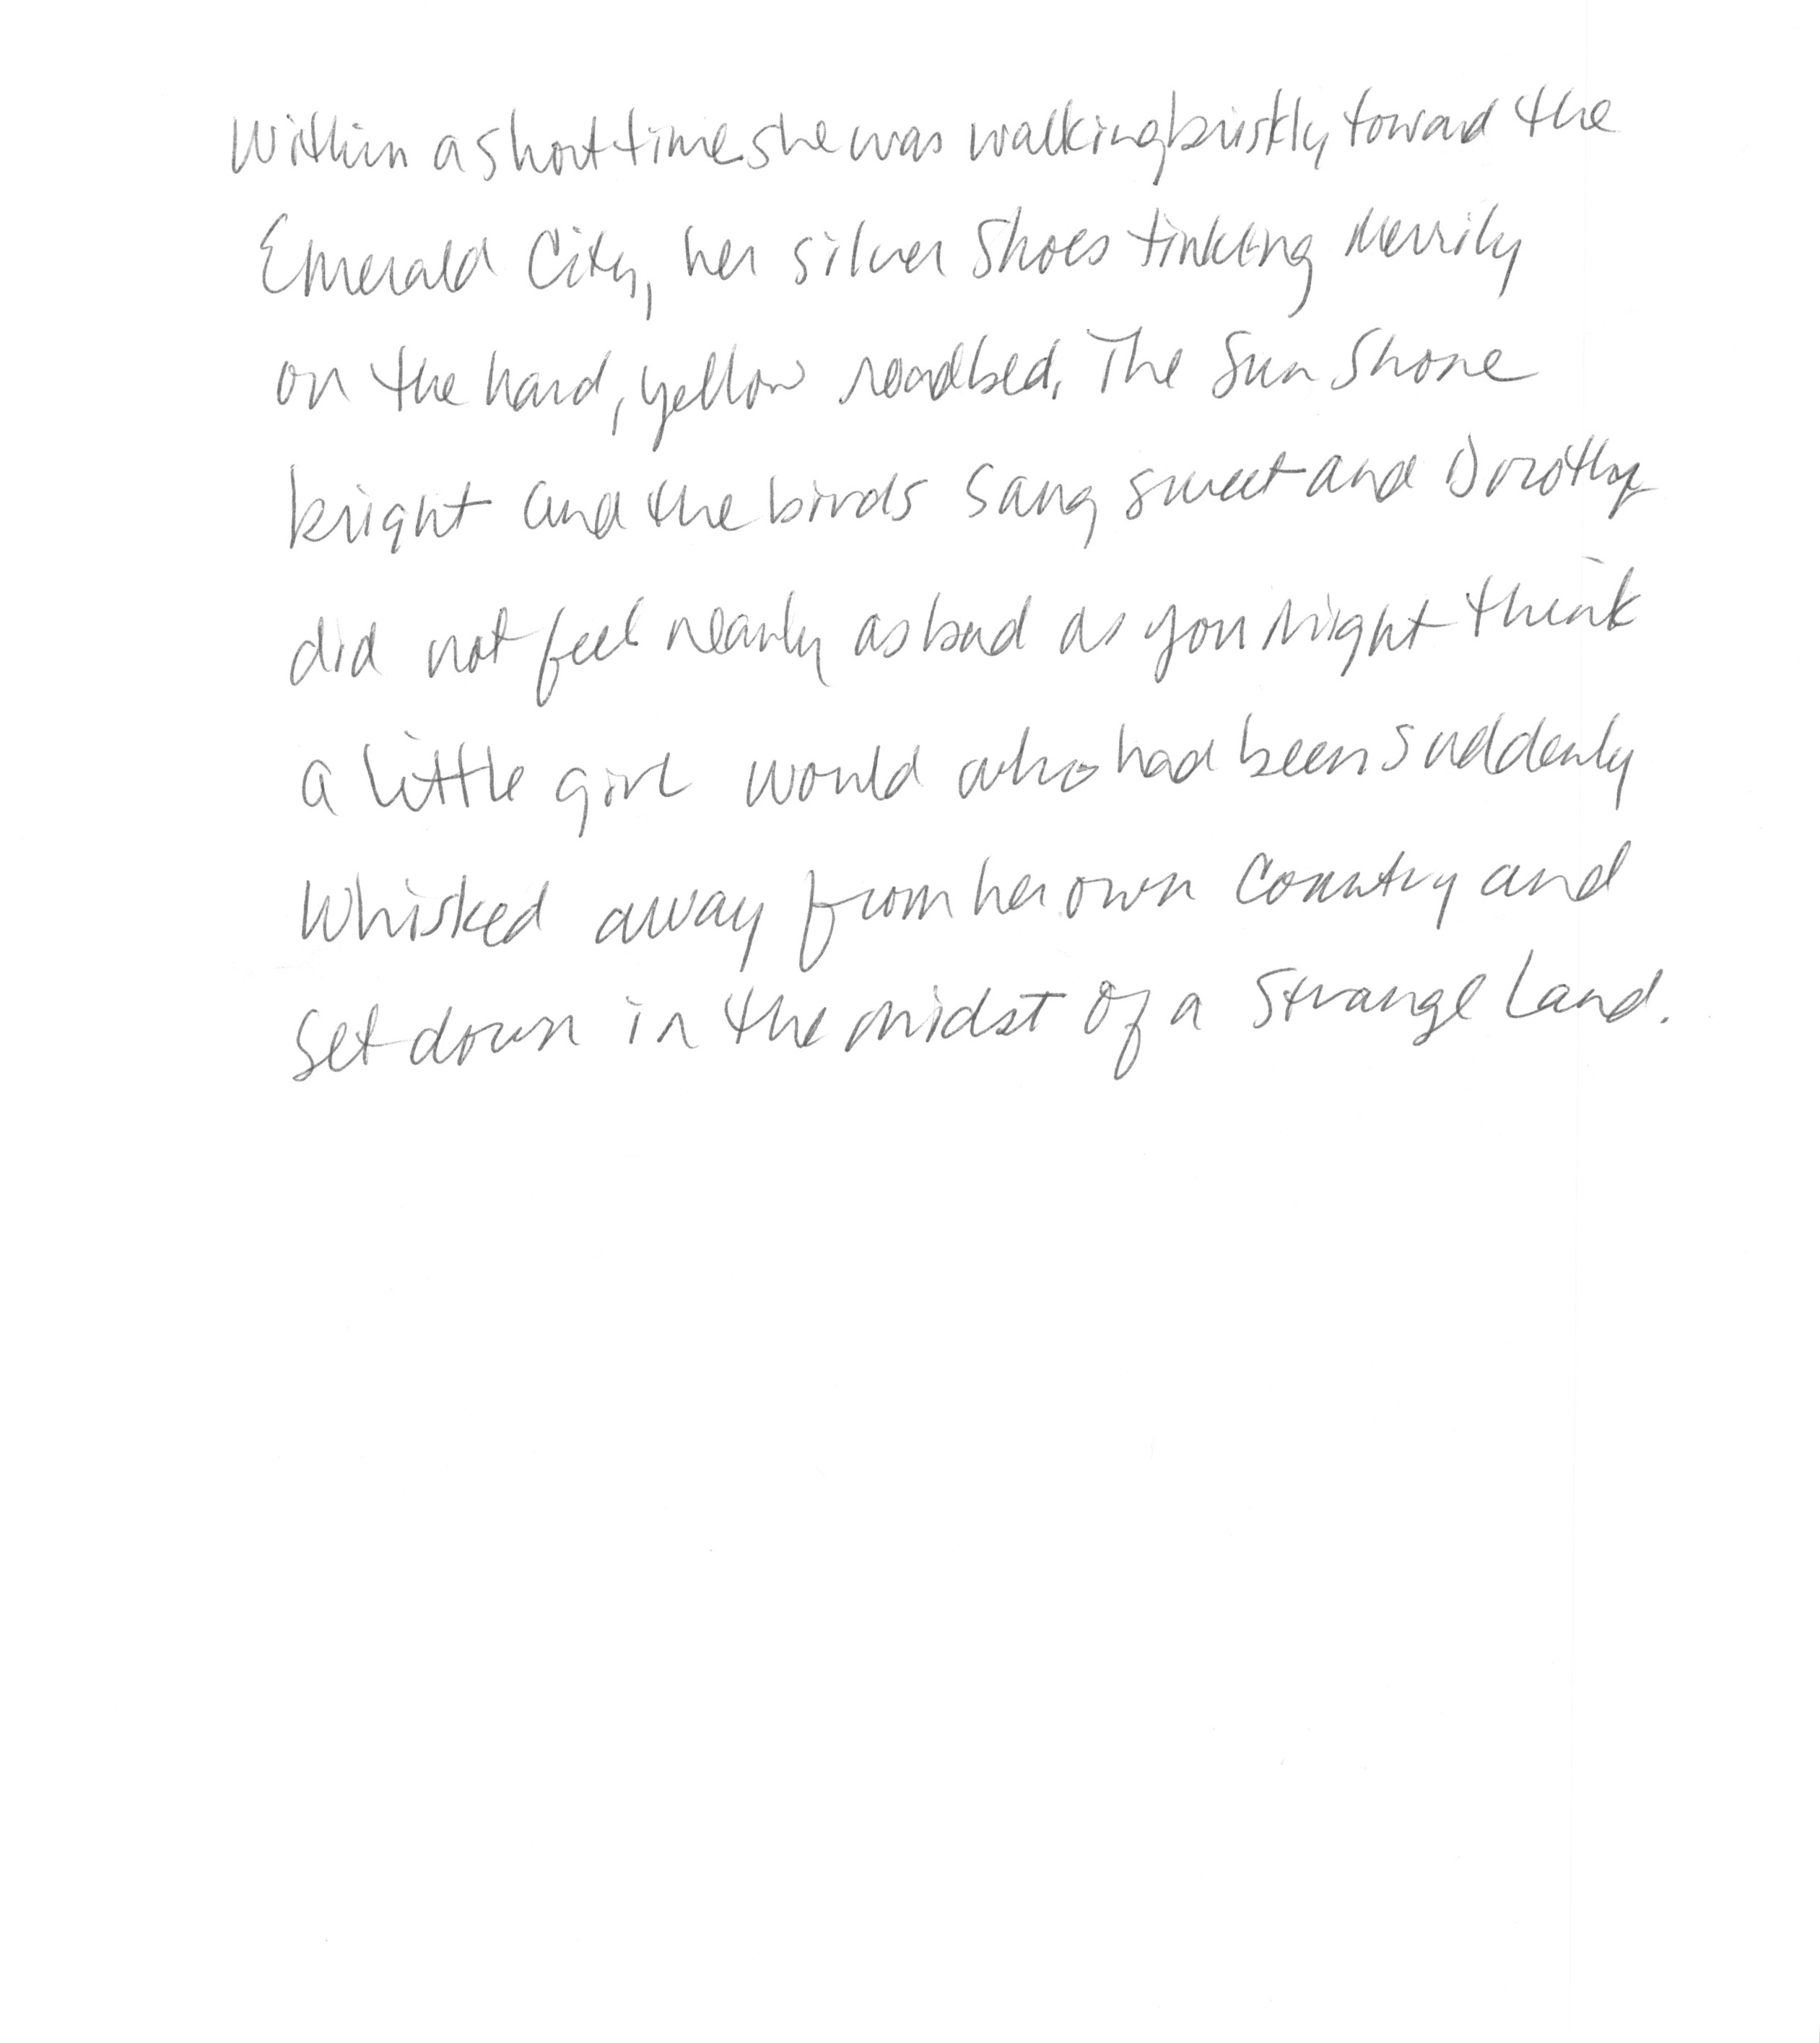 Within a short time she was walking briskly toward the
Emerald City, her silver Shoes tinkling merrily
on the hard, yellow roadbed. The sun shone
bright and the birds sang sweet and Dorothy
did not feel nearly as bad as you might think
a little girl would who had been suddenly
whisked away from her own country and
set down in the midst of a strange land.